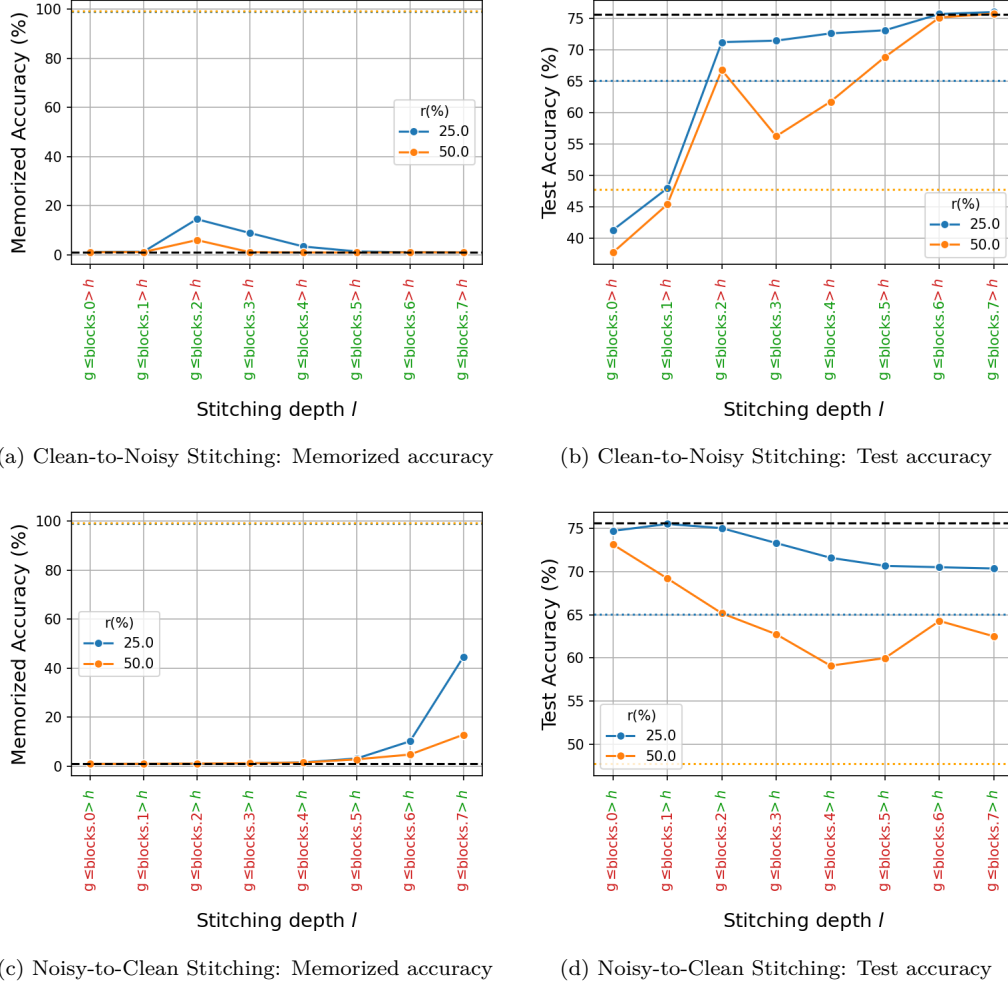 100
80
60
40
20
0
Memorized Accuracy (%)
r(%)
25.0
50.0
g ≤blocks.0> h
g ≤blocks.1> h
g ≤blocks.2> h
g ≤blocks.3> h
g ≤blocks.4> h
g ≤blocks.5> h
g ≤blocks.6> h
g ≤blocks.7> h
Stitching depth l
a) Clean-to-Noisy Stitching: Memorized accuracy
75
70
65
60
55
50
45
40
Test Accuracy (%)
r(%)
25.0
50.0
g ≤blocks.0> h
g ≤blocks.1> h
g ≤blocks.2> h
g ≤blocks.3> h
g ≤blocks.4> h
g ≤blocks.5> h
g ≤blocks.6> h
g ≤blocks.7> h
Stitching depth l
(b) Clean-to-Noisy Stitching: Test accuracy
100
80
60
40
20
0
Memorized Accuracy (%)
r(%)
25.0
50.0
g ≤blocks.0> h
g ≤blocks.1> h
g ≤blocks.2> h
g ≤blocks.3> h
g ≤blocks.4> h
g ≤blocks.5> h
g ≤blocks.6> h
g ≤blocks.7> h
Stitching depth l
(c) Noisy-to-Clean Stitching: Memorized accuracy
75
70
65
60
55
50
Test Accuracy (%)
r(%)
25.0
50.0
g ≤blocks.0> h
g ≤blocks.1> h
g ≤blocks.2> h
g ≤blocks.3> h
g ≤blocks.4> h
g ≤blocks.5> h
g ≤blocks.6> h
g ≤blocks.7> h
Stitching depth l
(d) Noisy-to-Clean Stitching: Test accuracy